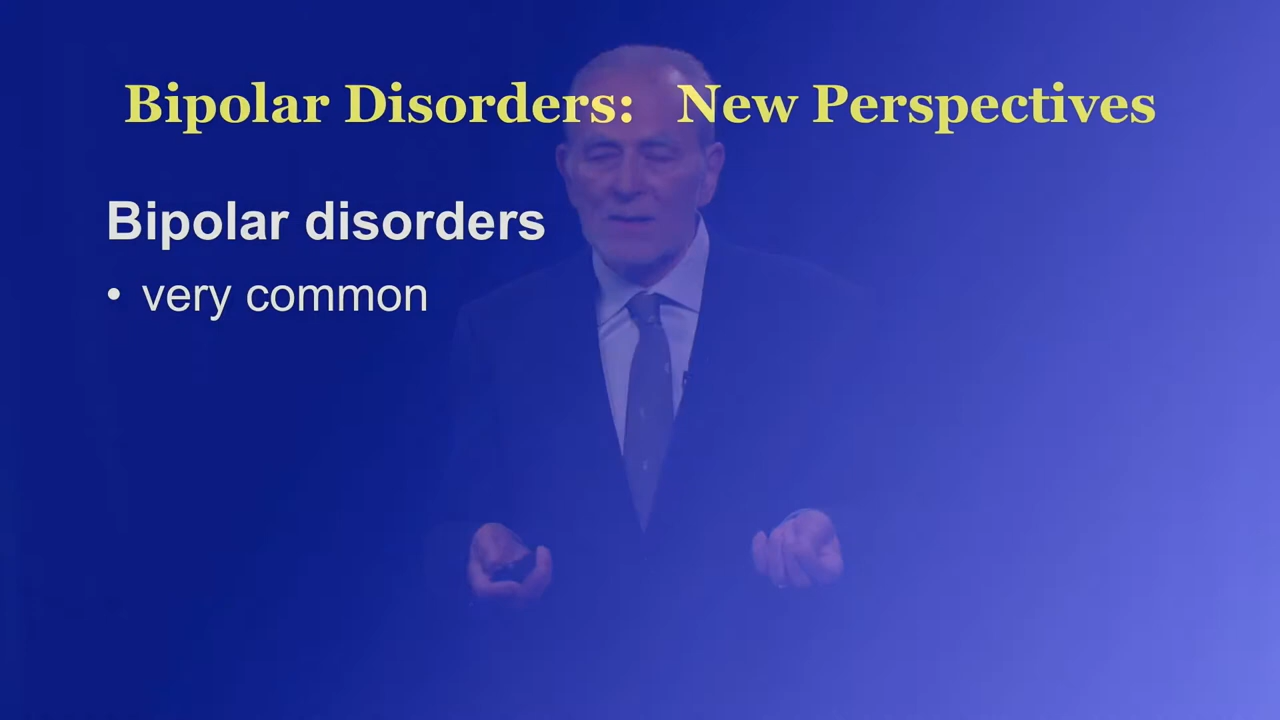 Bipolar Disorders: New Perspectives
Bipolar disorders
• very common